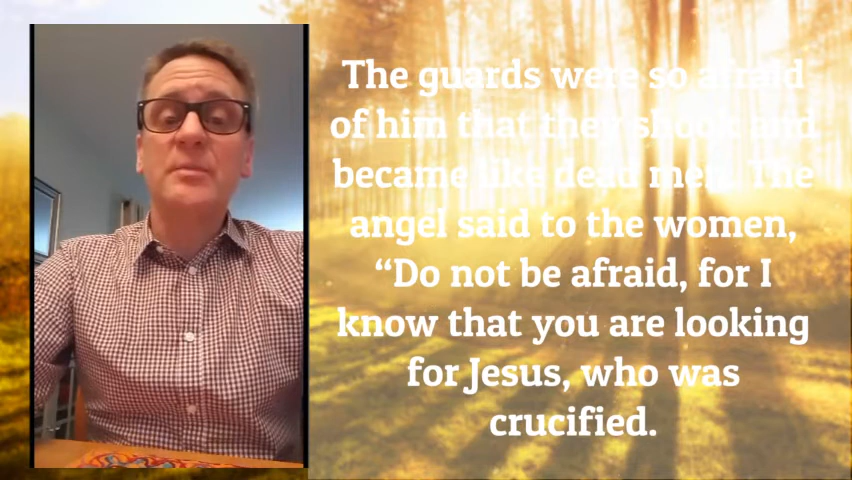 The guards were so afraid
of him that they shook and
became like dead men. The
angel said to the women,
“Do not be afraid, for I
know that you are looking
for Jesus, who was
crucified.